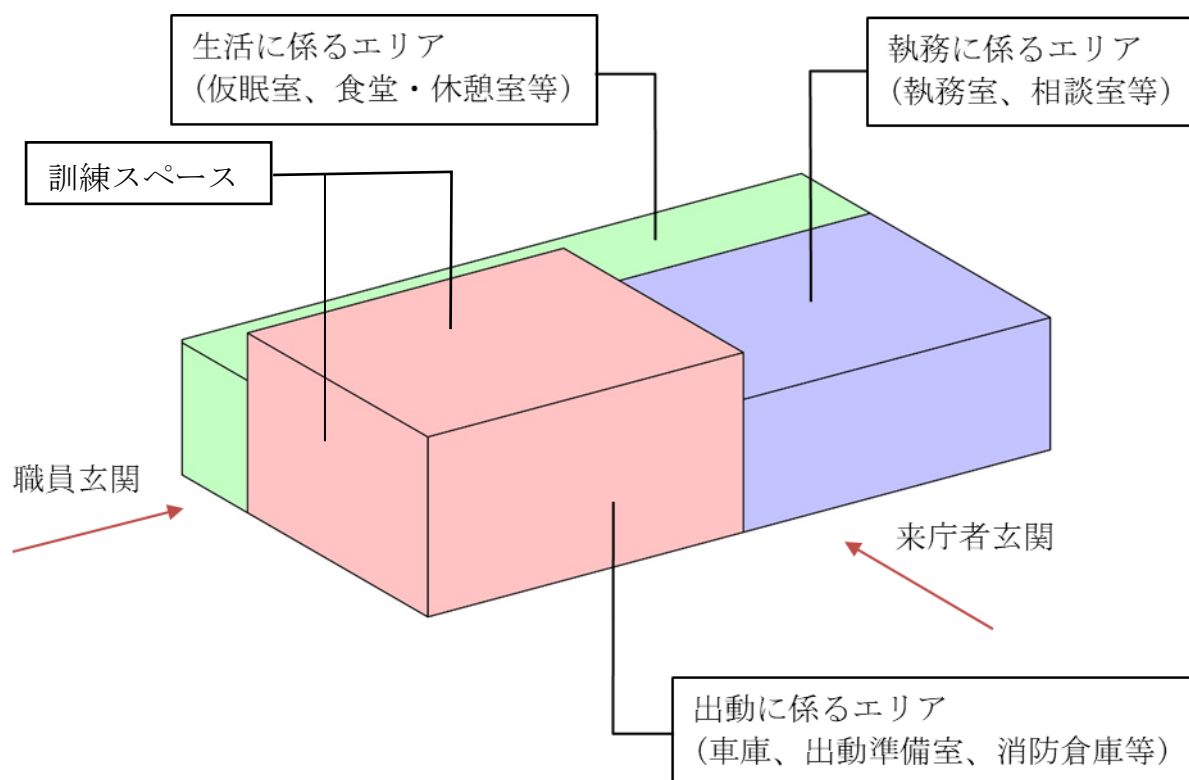 生活に係るエリア
(仮眠室、食堂・休憩室等)
執務に係るエリア
(執務室、相談室等)
訓練スペース
職員玄関
来庁者玄関
出動に係るエリア
(車庫、出動準備室、消防倉庫等)